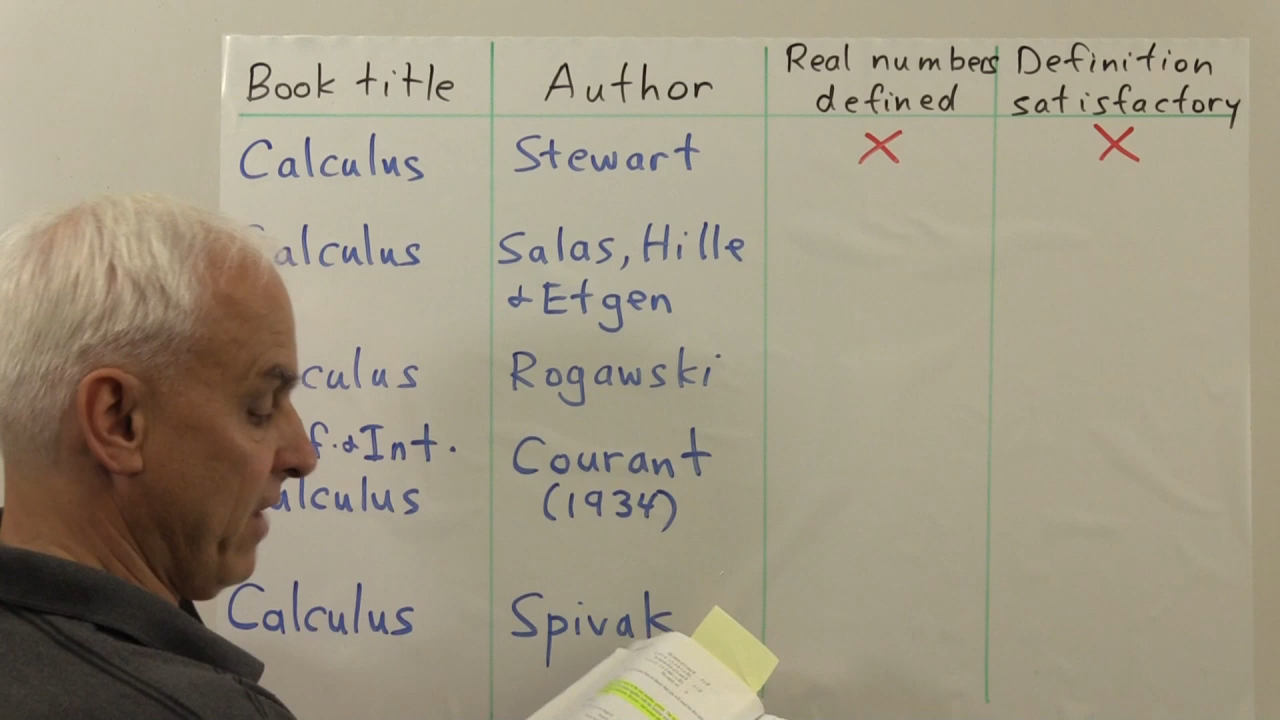 Book title Author Real numbers defined Definition satisfactory
Calculus Stewart X X
alculus Salas, Hille
& Etgen
culus Rogawski
f. & Int. Courant
alculus (1934)
Calculus Spivak